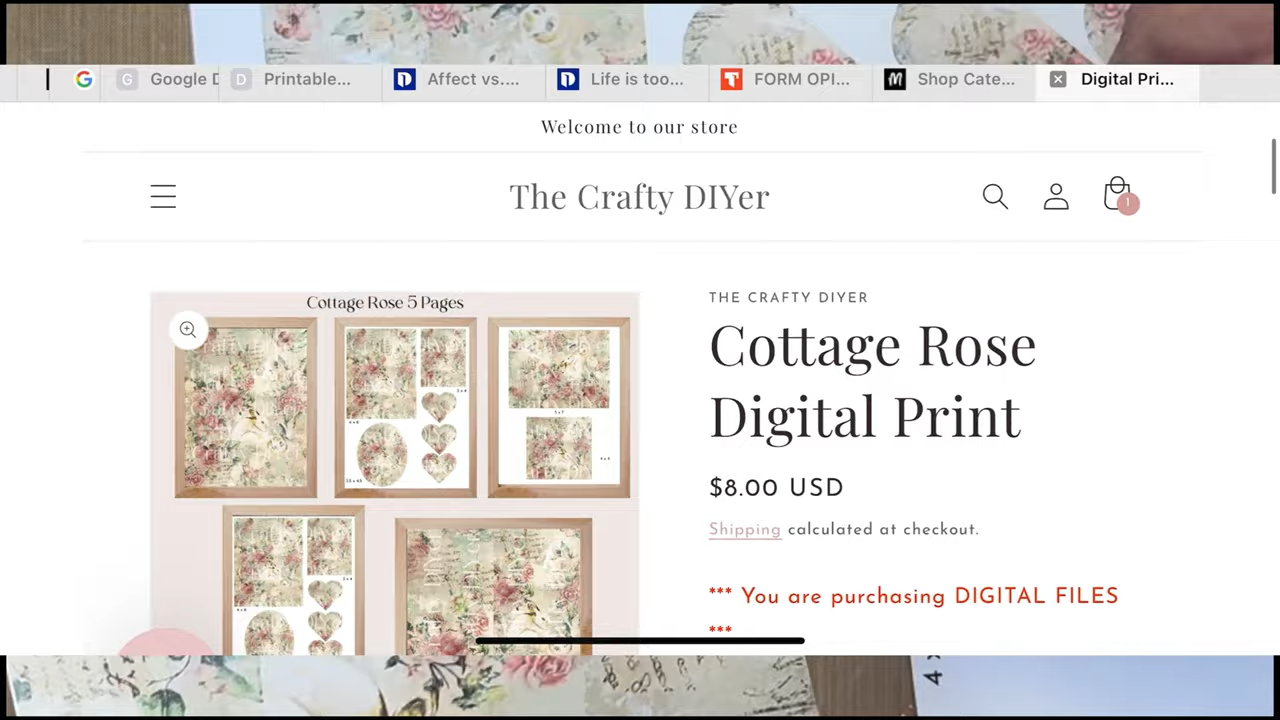 G Google D
D Printable...
Affect vs....
Life is too...
FORM OPI...
Shop Cate...
Digital Pri...
Welcome to our store
The Crafty DIYer
1
Cottage Rose 5 Pages
THE CRAFTY DIYER
Cottage Rose
Digital Print
$8.00 USD
Shipping calculated at checkout.
*** You are purchasing DIGITAL FILES
***